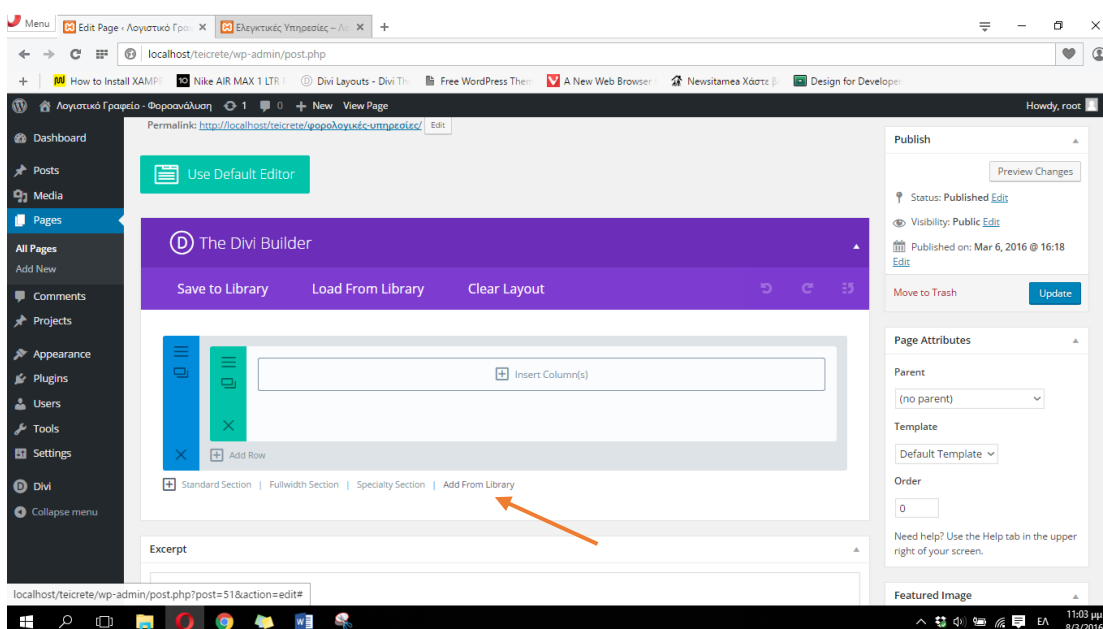 Menu
Edit Page ‹ Λογιστικό Γρα
Ελεγκτικές Υπηρεσίες – Λο
localhost/teicrete/wp-admin/post.php
How to Install XAMP
Nike AIR MAX 1 LTR
Divi Layouts - Divi Th
Free WordPress Them
A New Web Browser
Newsitamea Χάστε β
Design for Developer
Λογιστικό Γραφείο - Φοροανάλυση
1
0
New
View Page
Howdy, root
Dashboard
Posts
Media
Pages
All Pages
Add New
Comments
Projects
Appearance
Plugins
Users
Tools
Settings
Divi
Collapse menu
Permalink: http://localhost/teicrete/φορολογικές-υπηρεσίες/ Edit
Use Default Editor
The Divi Builder
Save to Library
Load From Library
Clear Layout
Insert Column(s)
Add Row
Standard Section | Fullwidth Section | Specialty Section | Add From Library
Excerpt
Publish
Preview Changes
Status: Published Edit
Visibility: Public Edit
Published on: Mar 6, 2016 @ 16:18
Edit
Move to Trash
Update
Page Attributes
Parent
(no parent)
Template
Default Template
Order
0
Need help? Use the Help tab in the upper
right of your screen.
Featured Image
localhost/teicrete/wp-admin/post.php?post=51&action=edit#
ΕΛ
11:03 μμ
8/3/2016